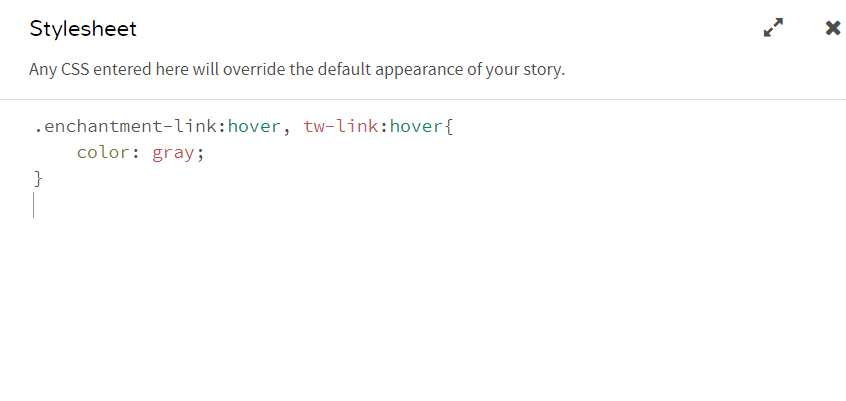 Stylesheet
Any CSS entered here will override the default appearance of your story.
.enchantment-link:hover, tw-link:hover{
    color: gray;
}